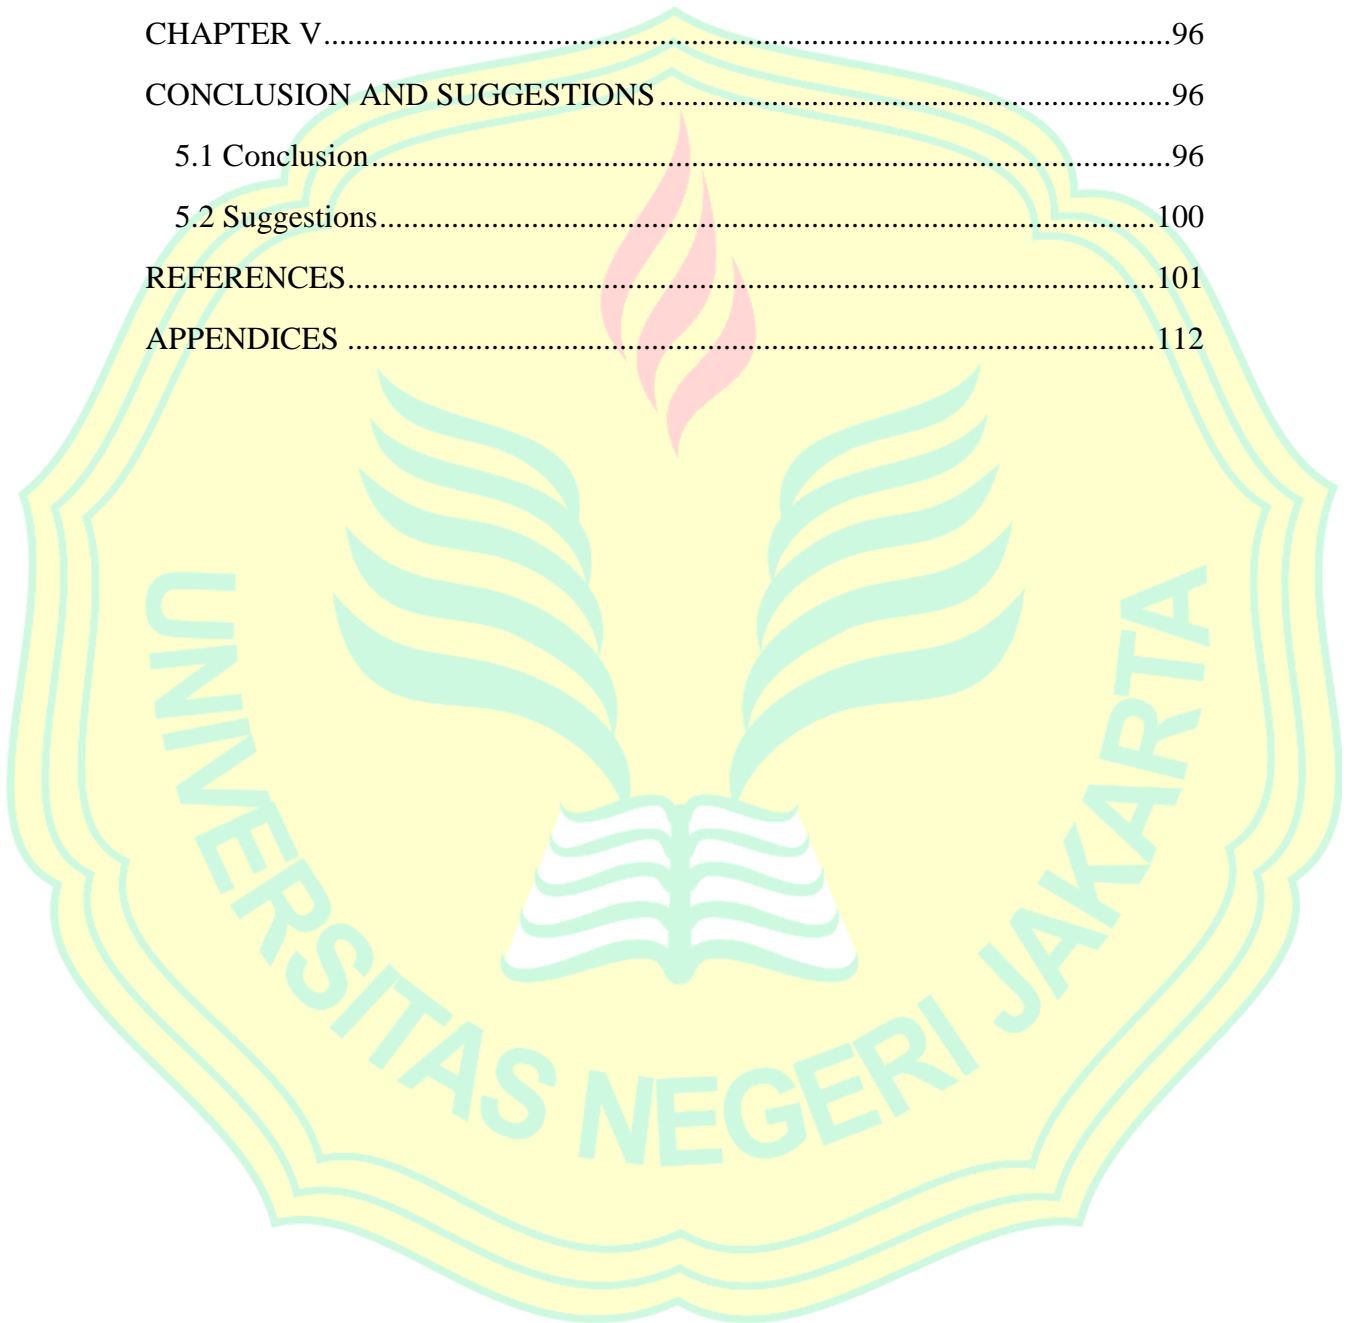 CHAPTER V..........................................................................................................96
CONCLUSION AND SUGGESTIONS................................................................96
5.1 Conclusion....................................................................................................96
5.2 Suggestions.................................................................................................100
REFERENCES.....................................................................................................101
APPENDICES .....................................................................................................112
UNIVERSITAS NEGERI JAKARTA